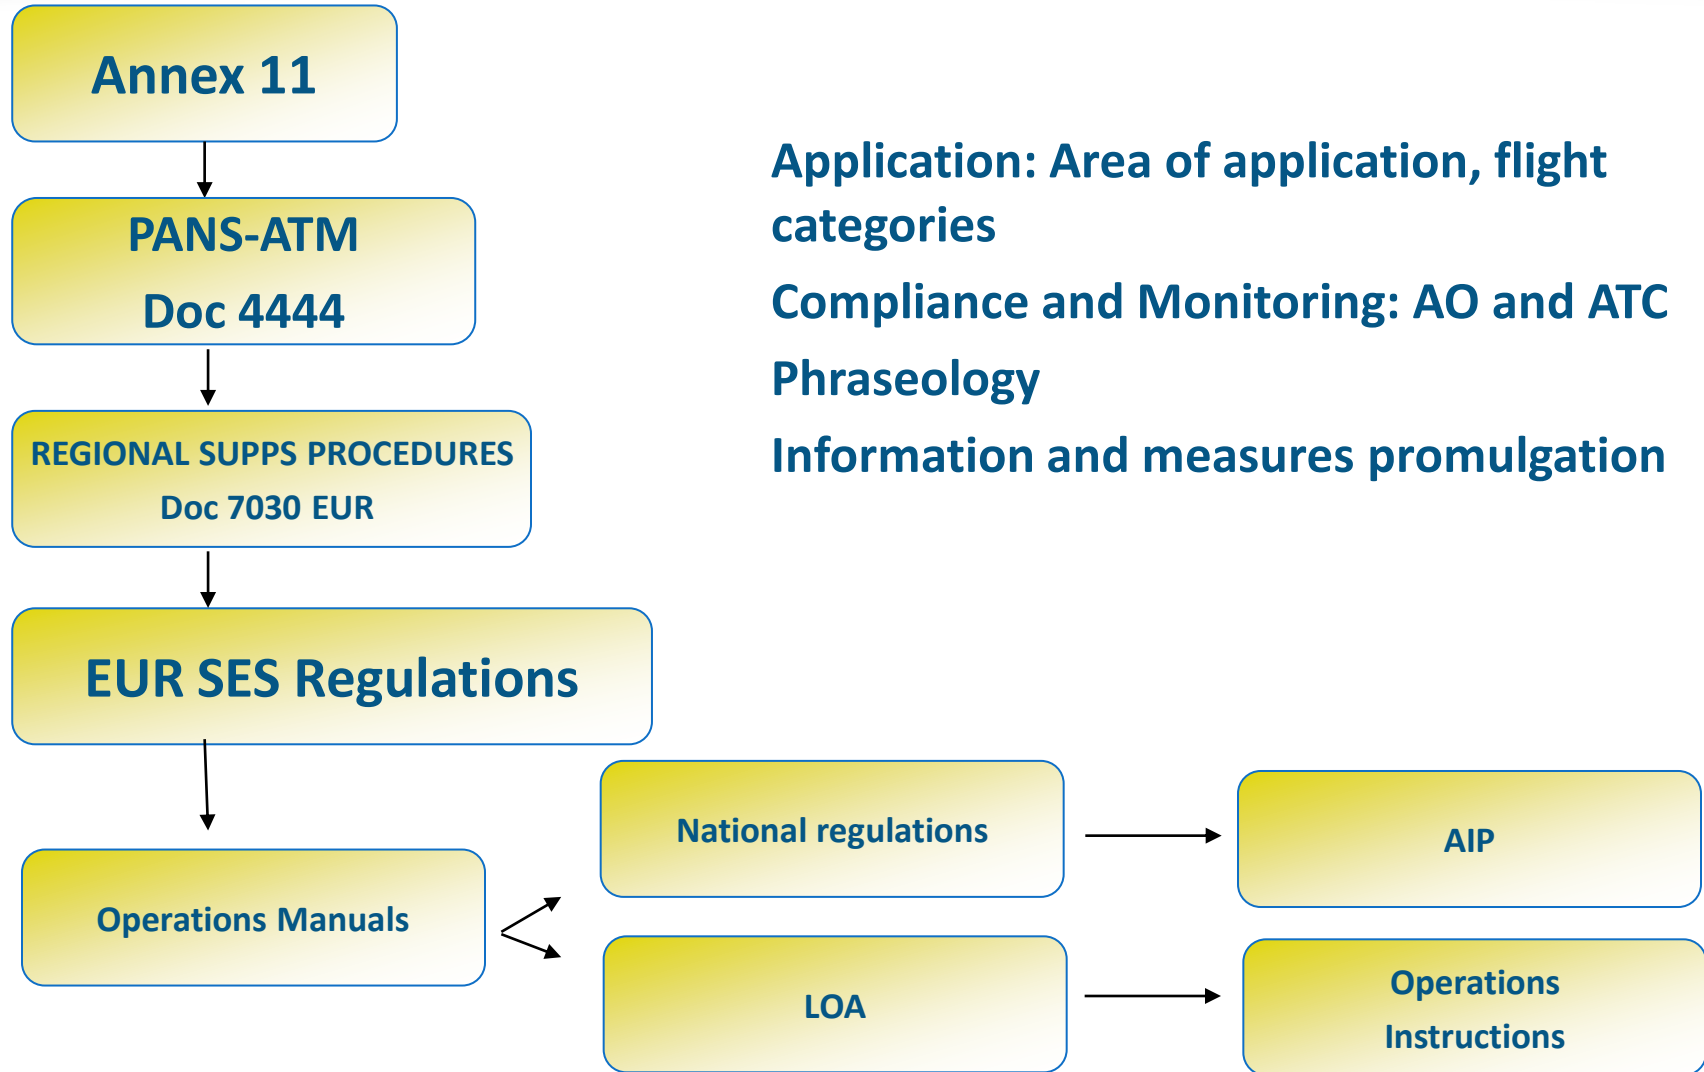 Annex 11
PANS-ATM
Doc 4444
REGIONAL SUPPS PROCEDURES
Doc 7030 EUR
EUR SES Regulations
Operations Manuals
National regulations
AIP
LOA
Operations
Instructions
Application: Area of application, flight
categories
Compliance and Monitoring: AO and ATC
Phraseology
Information and measures promulgation